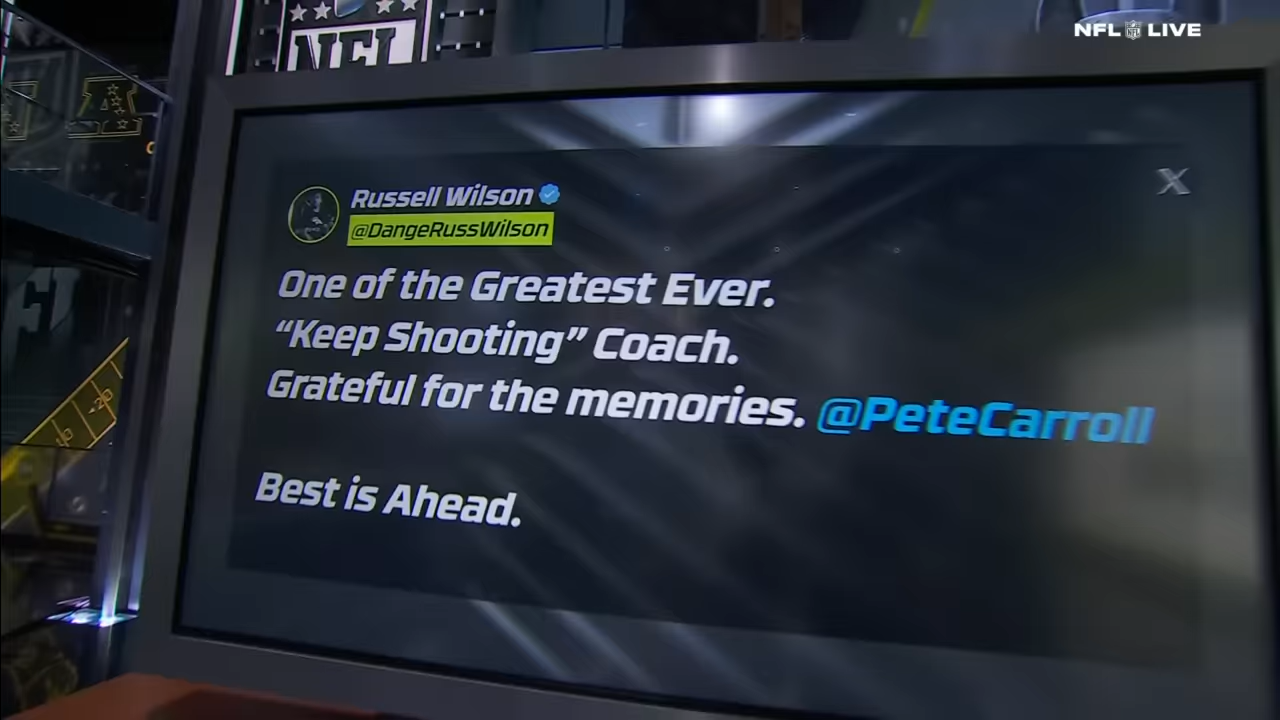 NFL
NFL LIVE
X
Russell Wilson
@DangeRussWilson
One of the Greatest Ever.
“Keep Shooting” Coach.
Grateful for the memories. @PeteCarroll
Best is Ahead.